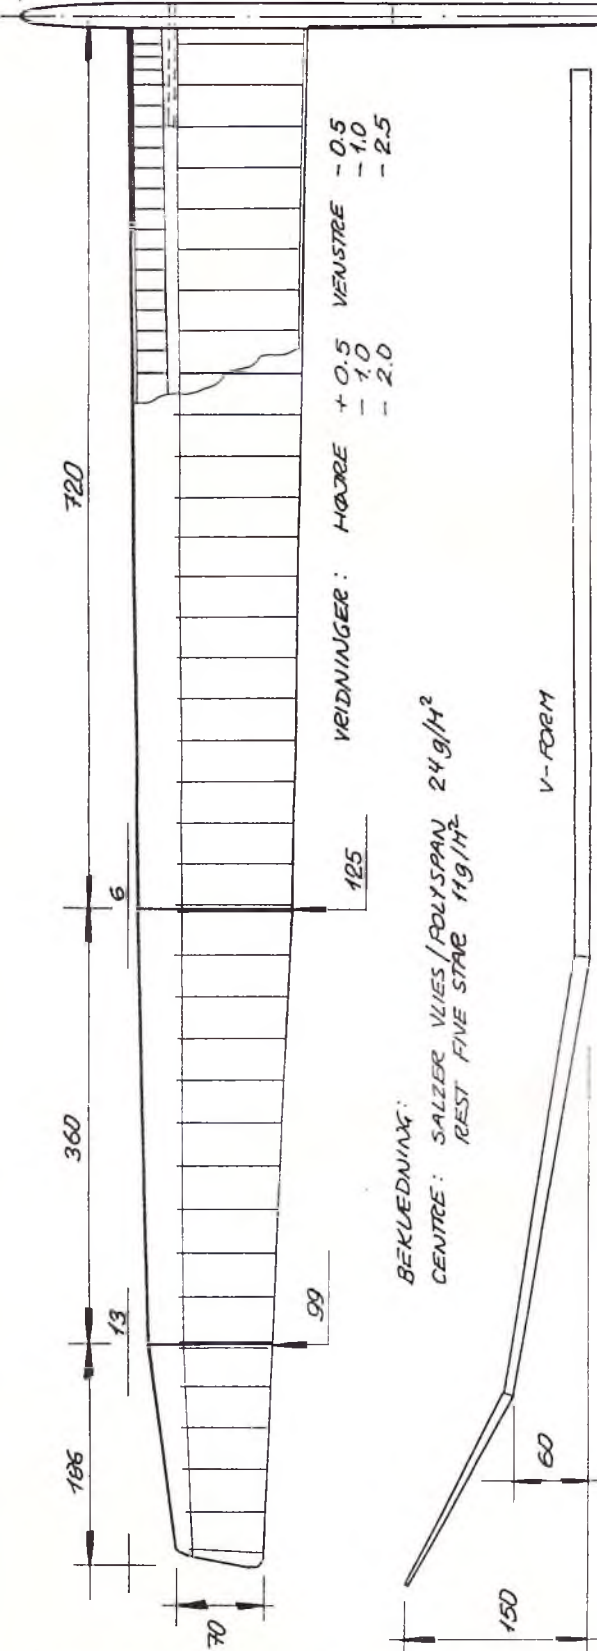 186 360 720
13 6
70
99 125
VRIDNINGER: HØJRE + 0.5 VENSTRE - 0.5
- 1.0 - 1.0
- 2.0 - 2.5
BEKLÆDNING:
CENTRE: SALZER VLIES/POLYSPAN 24 g/M²
REST FIVE STAR 11g/M²
150 60 V-FORM